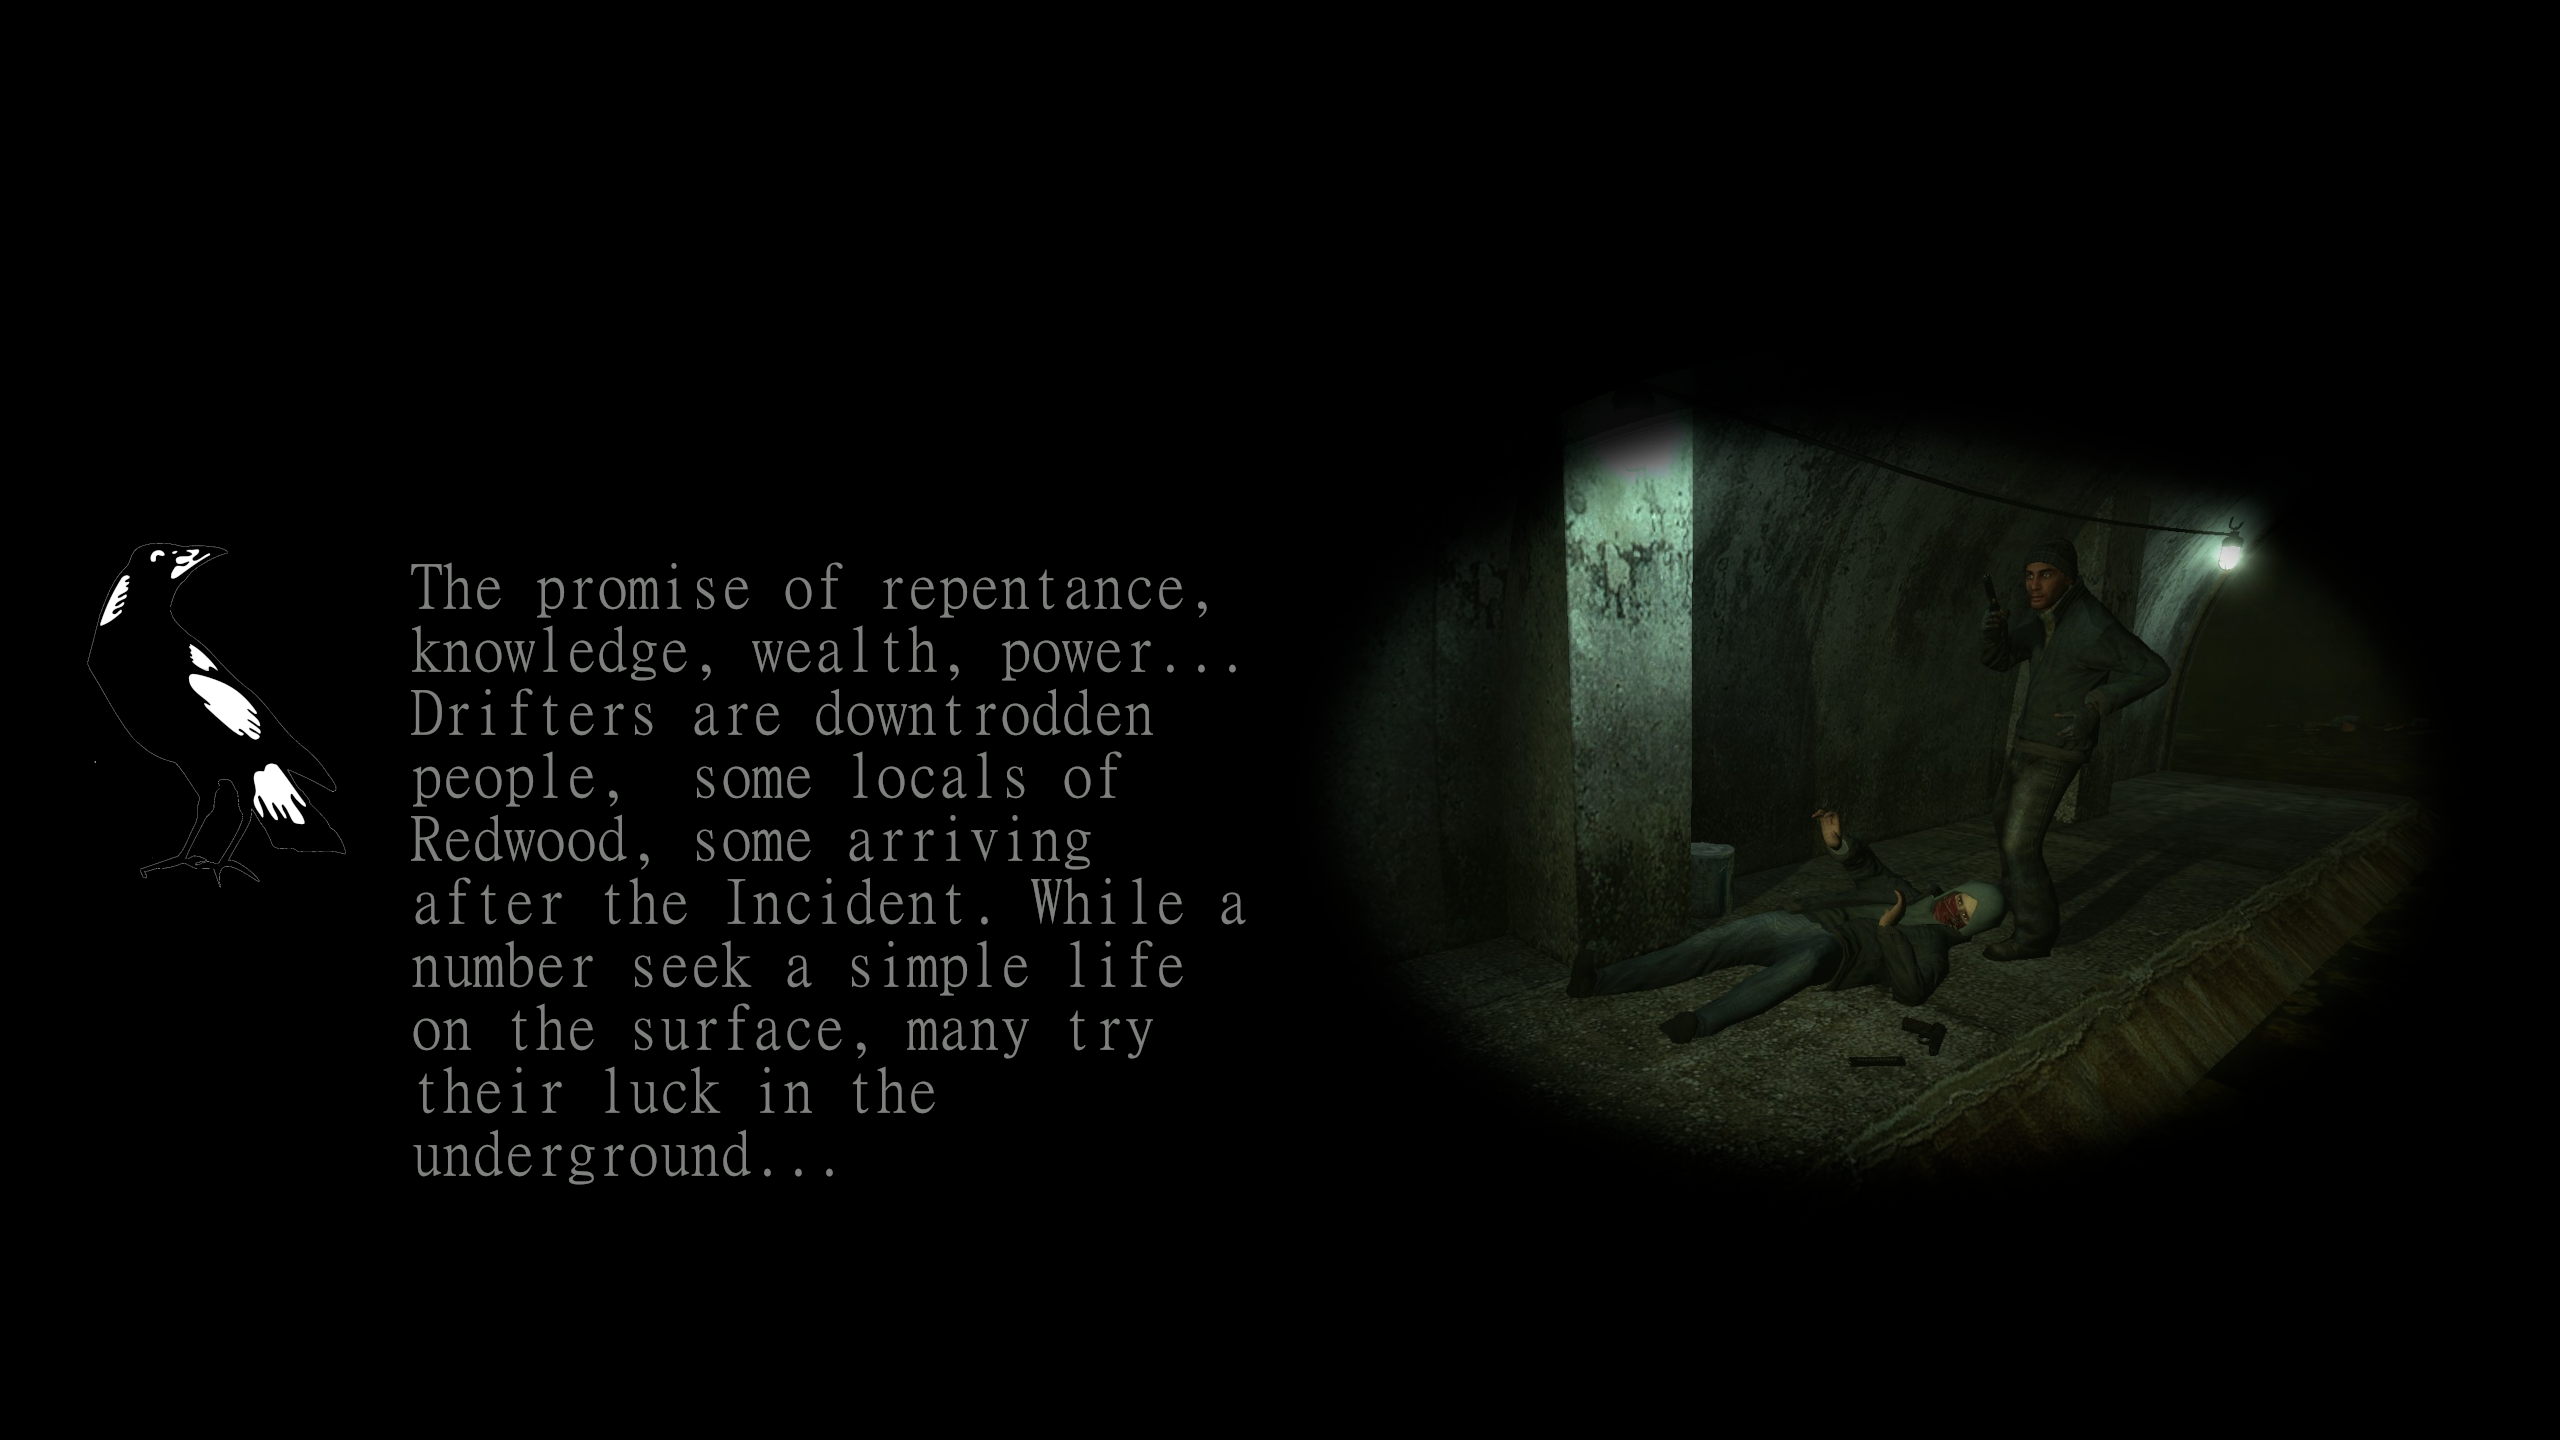 The promise of repentance,
knowledge, wealth, power...
Drifters are downtrodden
people,  some locals of
Redwood, some arriving
after the Incident. While a
number seek a simple life
on the surface, many try
their luck in the
underground...